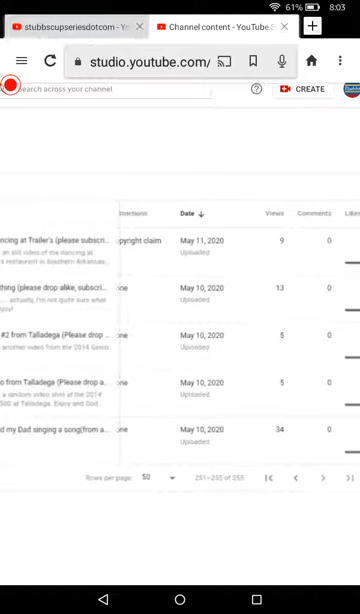 61% 8:03
stubbscupseriesdotcom - Yo
Channel content - YouTube S
studio.youtube.com/
Search across your channel
CREATE
Date Views Comments Likes
ncing at Trailer's (please subscri... pyright claim May 11, 2020 9 0
an still video of the dancing at Uploaded
s restaurant in Southern Arkansas,
thing (please drop alike, subscri... one May 10, 2020 13 0
... actually, I'm not quite sure what Uploaded
#2 from Talladega (Please drop ... one May 10, 2020 5 0
another video from the 2014 Geico Uploaded
o from Talladega (Please drop a... one May 10, 2020 5 0
a random video shot at the 2014 Uploaded
500 at Talladega. Enjoy and God
d my Dad singing a song(from a... one May 10, 2020 34 0
Uploaded
Rows per page: 50 251–255 of 255